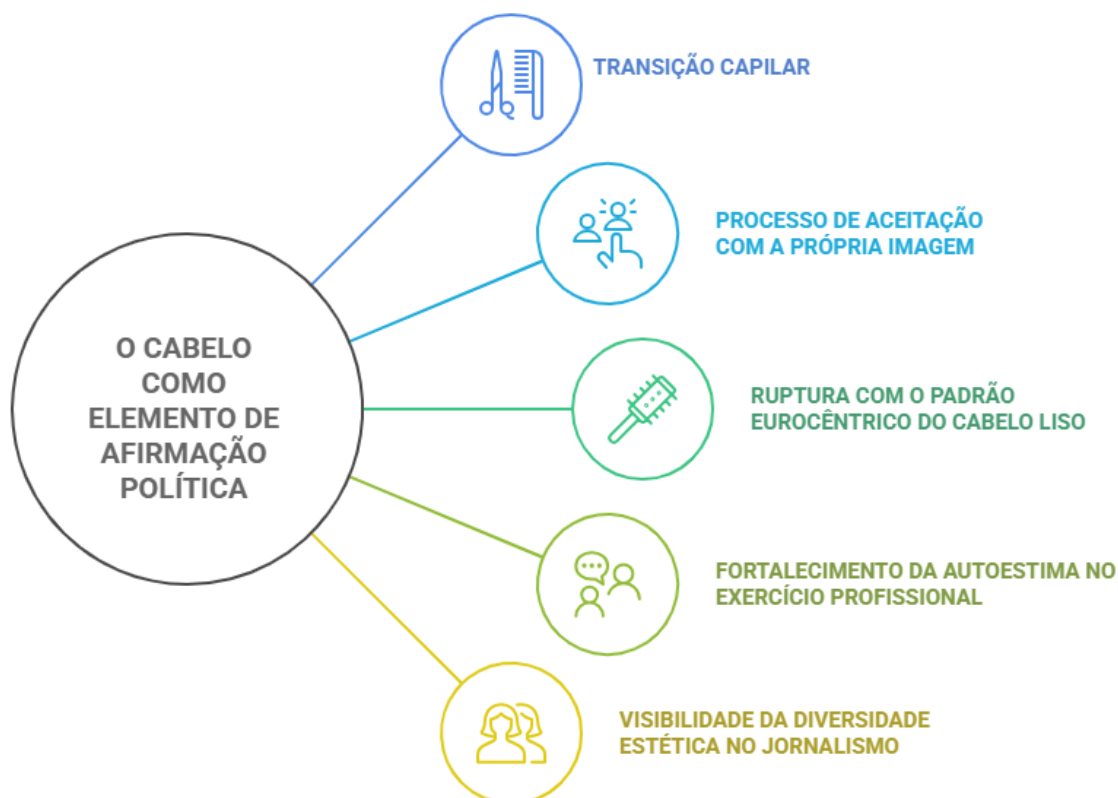 O CABELO
COMO
ELEMENTO DE
AFIRMAÇÃO
POLÍTICA
TRANSIÇÃO CAPILAR
PROCESSO DE ACEITAÇÃO
COM A PRÓPRIA IMAGEM
RUPTURA COM O PADRÃO
EUROCÊNTRICO DO CABELO LISO
FORTALECIMENTO DA AUTOESTIMA NO
EXERCÍCIO PROFISSIONAL
VISIBILIDADE DA DIVERSIDADE
ESTÉTICA NO JORNALISMO